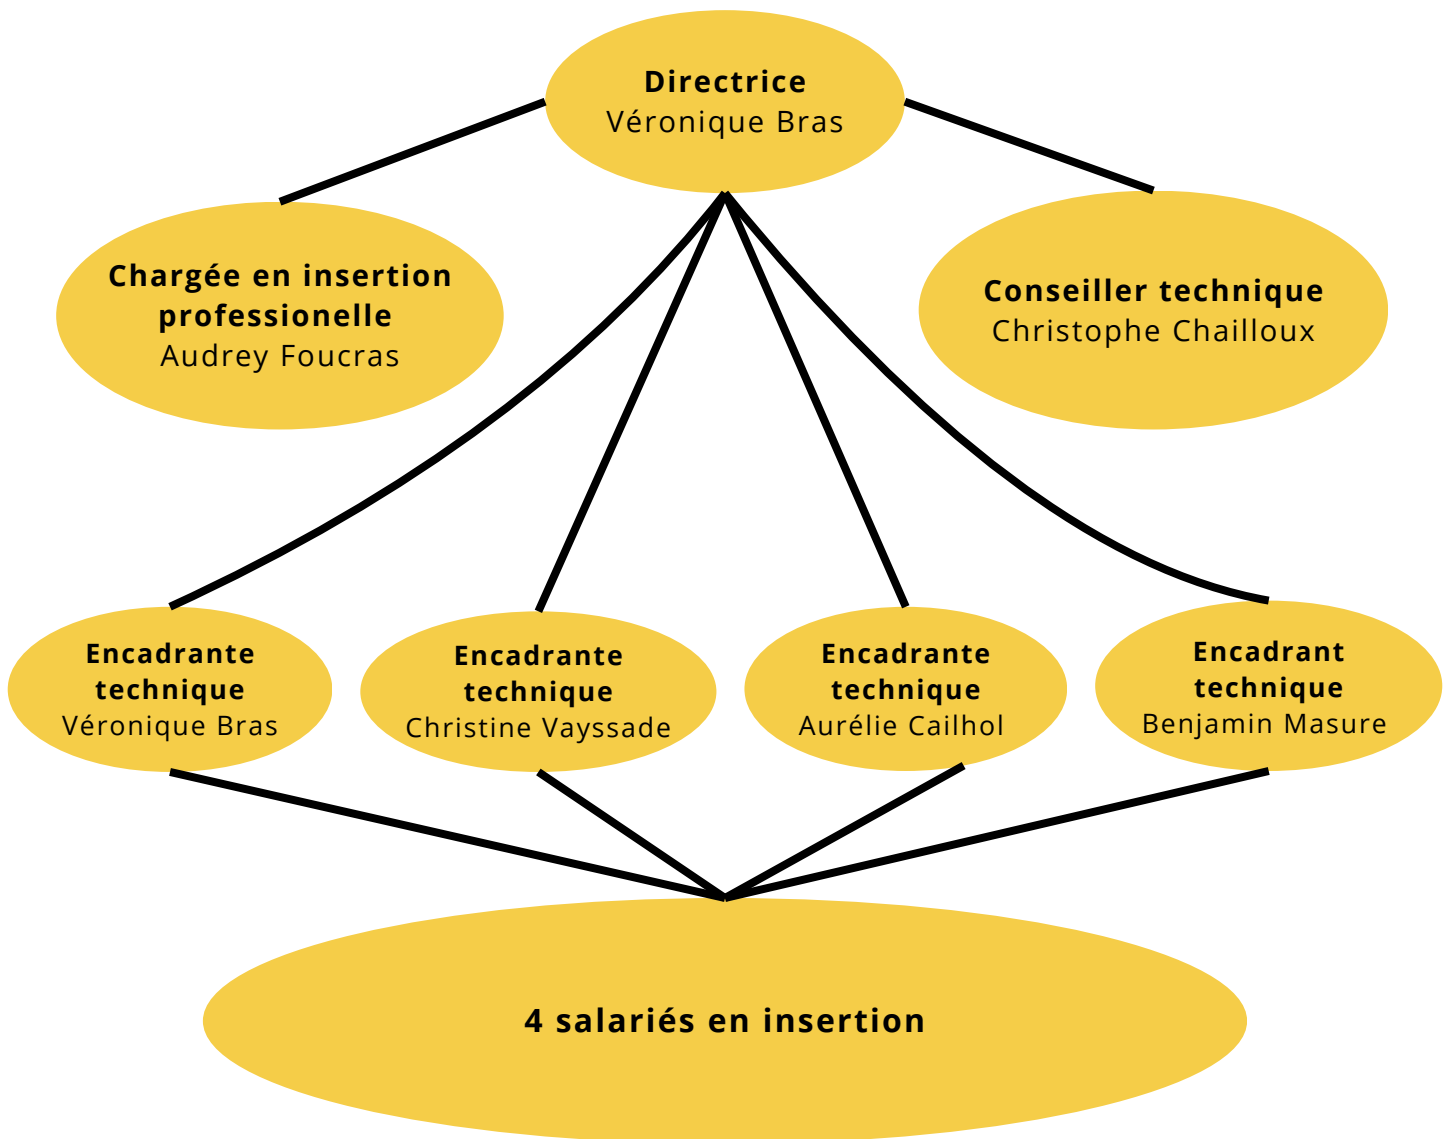 Directrice
Véronique Bras
Chargée en insertion
professionelle
Audrey Foucras
Conseiller technique
Christophe Chailloux
Encadrante
technique
Véronique Bras
Encadrante
technique
Christine Vayssade
Encadrante
technique
Aurélie Cailhol
Encadrant
technique
Benjamin Masure
4 salariés en insertion